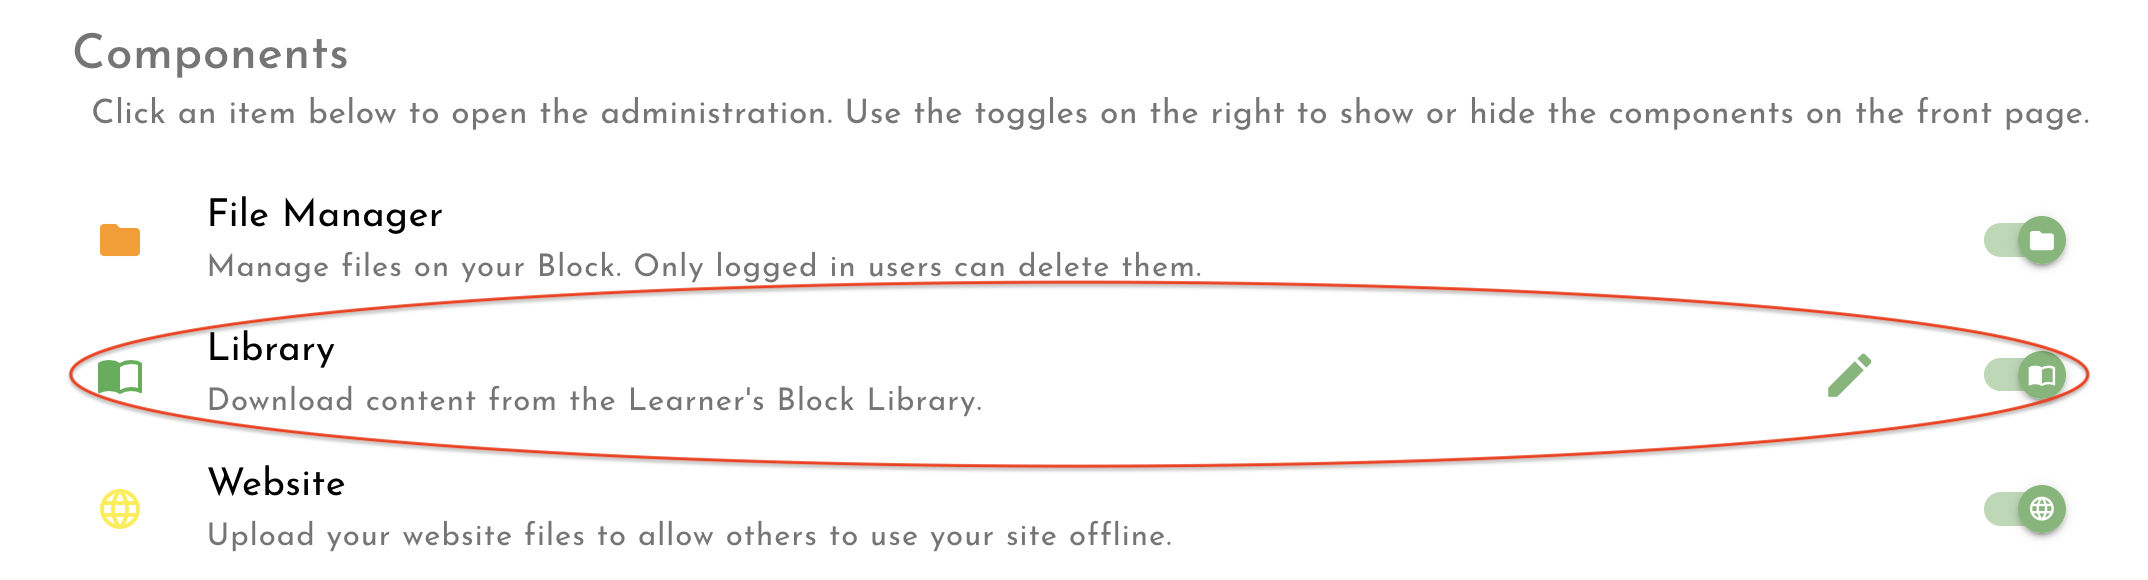 Components
Click an item below to open the administration. Use the toggles on the right to show or hide the components on the front page.
File Manager
Manage files on your Block. Only logged in users can delete them.
Library
Download content from the Learner's Block Library.
Website
Upload your website files to allow others to use your site offline.